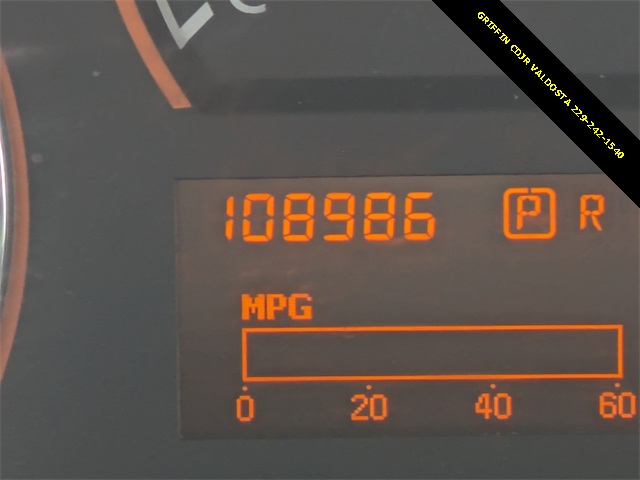 GRIFFIN CDJR VALDOSTA 229-242-1540
108986 P R
MPG
0 20 40 60